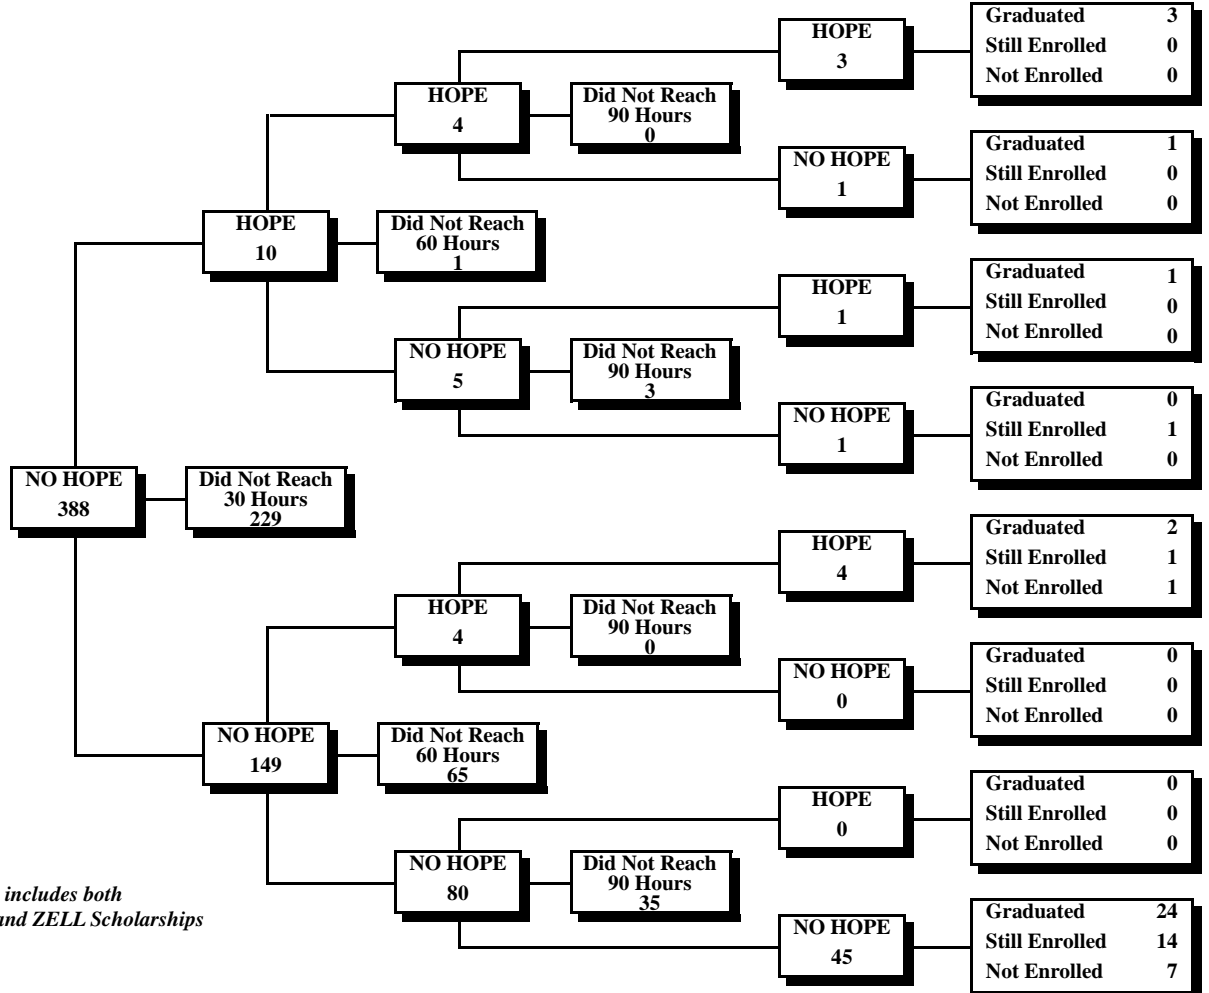 HOPE
3
Graduated 3
Still Enrolled 0
Not Enrolled 0
HOPE
4
Did Not Reach
90 Hours
0
NO HOPE
1
Graduated 1
Still Enrolled 0
Not Enrolled 0
HOPE
10
Did Not Reach
60 Hours
1
HOPE
1
Graduated 1
Still Enrolled 0
Not Enrolled 0
NO HOPE
5
Did Not Reach
90 Hours
3
NO HOPE
1
Graduated 0
Still Enrolled 1
Not Enrolled 0
NO HOPE
388
Did Not Reach
30 Hours
229
HOPE
4
Graduated 2
Still Enrolled 1
Not Enrolled 1
HOPE
4
Did Not Reach
90 Hours
0
NO HOPE
0
Graduated 0
Still Enrolled 0
Not Enrolled 0
NO HOPE
149
Did Not Reach
60 Hours
65
HOPE
0
Graduated 0
Still Enrolled 0
Not Enrolled 0
NO HOPE
80
Did Not Reach
90 Hours
35
NO HOPE
45
Graduated 24
Still Enrolled 14
Not Enrolled 7
includes both
and ZELL Scholarships